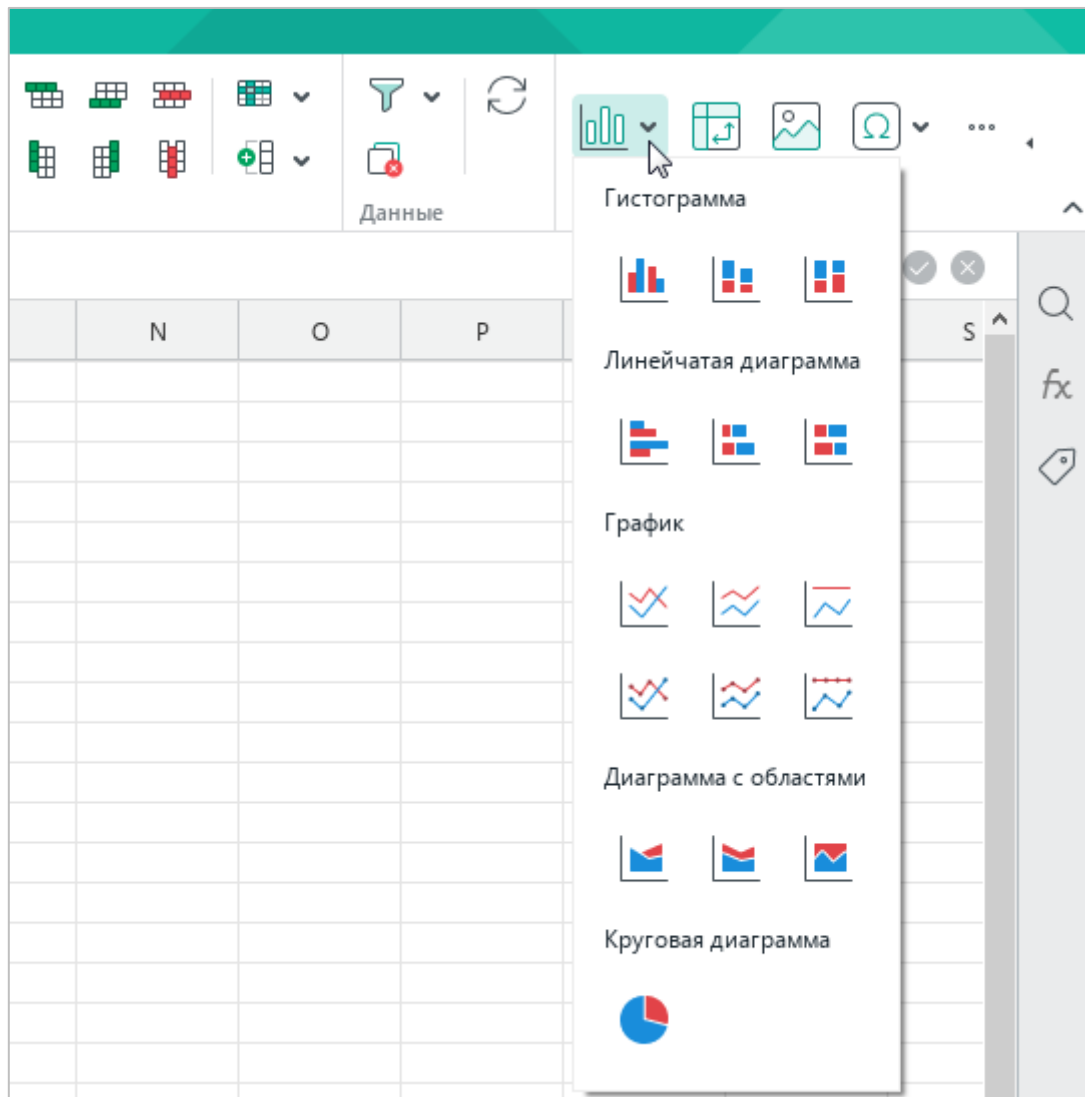 Данные
Гистограмма
N O P S
Линейчатая диаграмма
fx
График
Диаграмма с областями
Круговая диаграмма